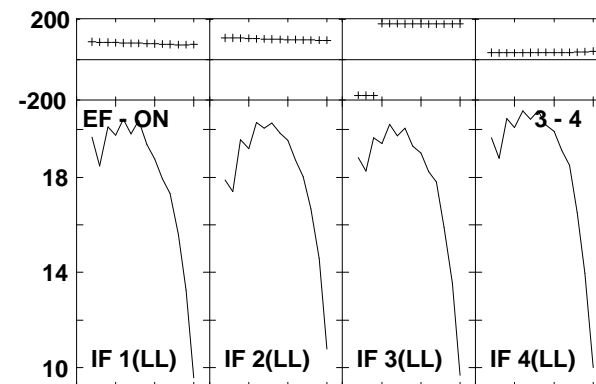 200
-200
EF - ON 3 - 4
18
14
10
IF 1(LL) IF 2(LL) IF 3(LL) IF 4(LL)